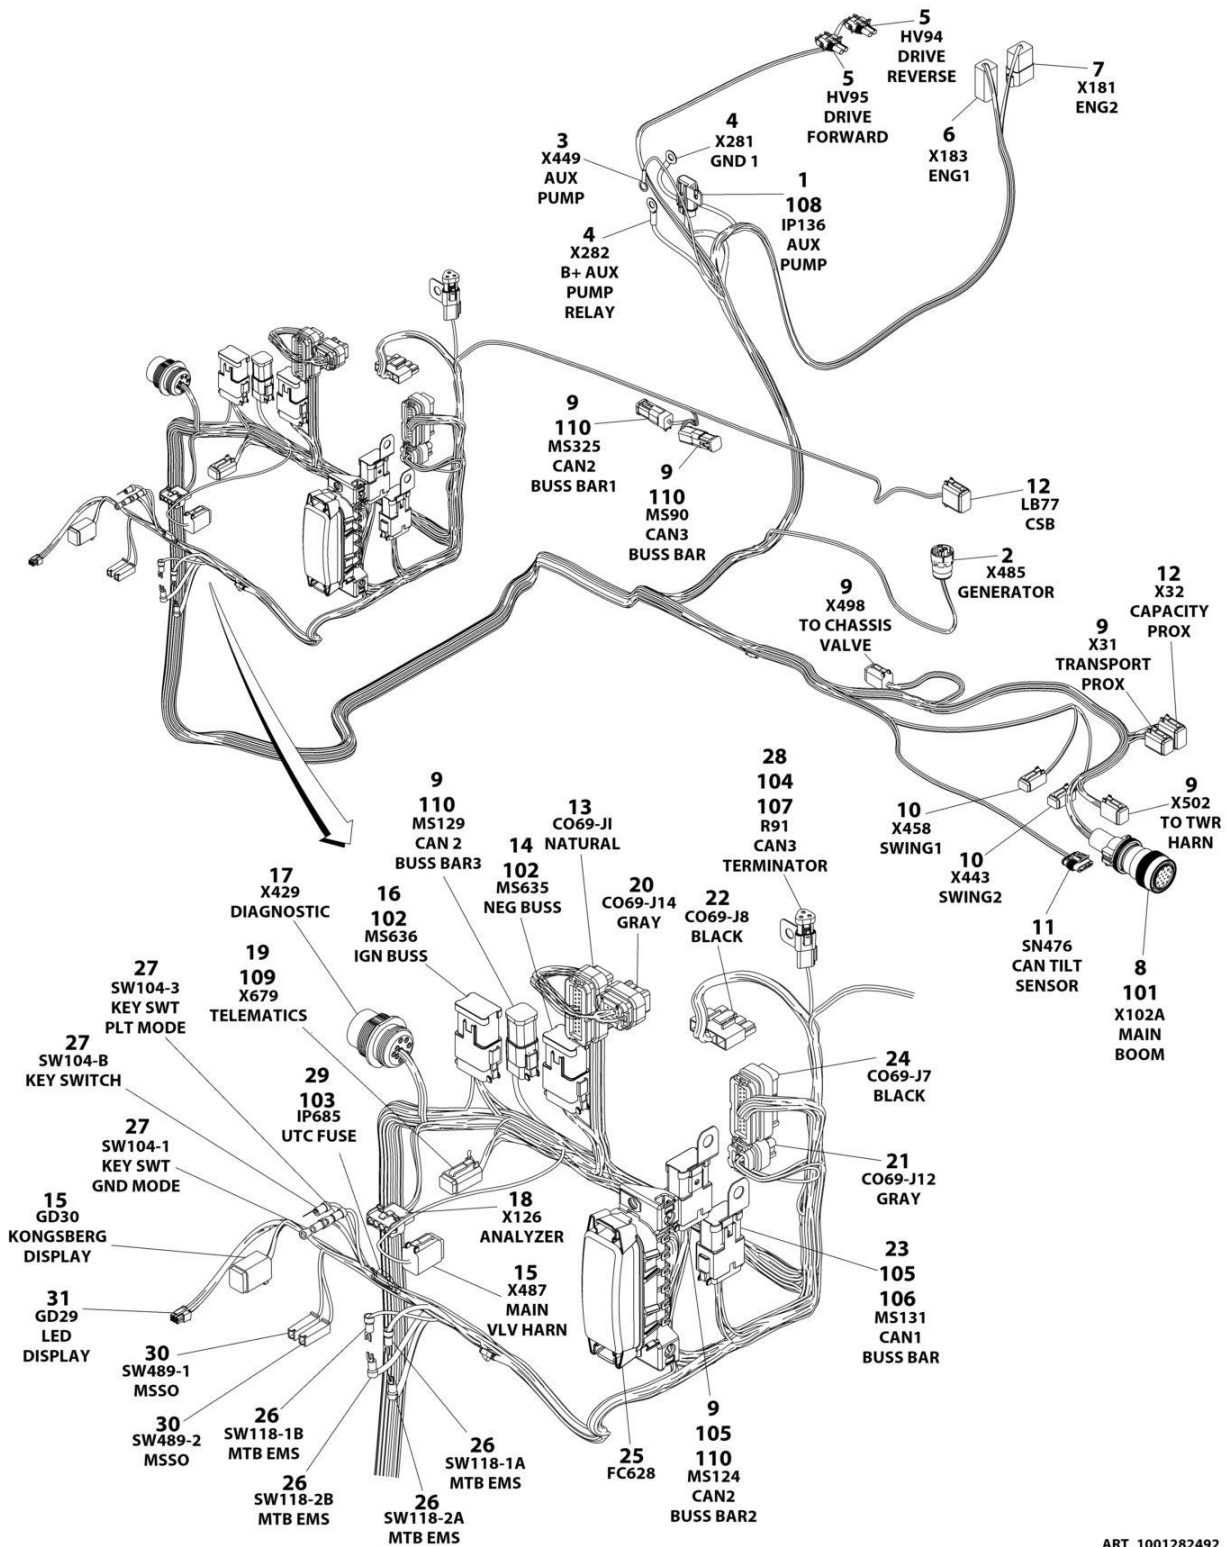 5
HV94
DRIVE
REVERSE
5
HV95
DRIVE
FORWARD
7
X181
ENG2
6
X183
ENG1
4
X281
GND 1
3
X449
AUX
PUMP
1
108
IP136
AUX
PUMP
4
X282
B+ AUX
PUMP
RELAY
9
110
MS325
CAN2
BUSS BAR1
9
110
MS90
CAN3
BUSS BAR
12
LB77
CSB
2
X485
GENERATOR
12
X32
CAPACITY
PROX
9
X498
TO CHASSIS
VALVE
9
X31
TRANSPORT
PROX
9
X502
TO TWR
HARN
10
X458
SWING1
10
X443
SWING2
11
SN476
CAN TILT
SENSOR
8
101
X102A
MAIN
BOOM
28
104
107
R91
CAN3
TERMINATOR
9
110
MS129
CAN 2
BUSS BAR3
13
CO69-JI
NATURAL
14
102
MS635
NEG BUSS
20
CO69-J14
GRAY
22
CO69-J8
BLACK
17
X429
DIAGNOSTIC
16
102
MS636
IGN BUSS
19
109
X679
TELEMATICS
27
SW104-3
KEY SWT
PLT MODE
27
SW104-B
KEY SWITCH
29
103
IP685
UTC FUSE
27
SW104-1
KEY SWT
GND MODE
15
GD30
KONGSBERG
DISPLAY
31
GD29
LED
DISPLAY
30
SW489-1
MSSO
30
SW489-2
MSSO
26
SW118-1B
MTB EMS
26
SW118-2B
MTB EMS
26
SW118-1A
MTB EMS
26
SW118-2A
MTB EMS
18
X126
ANALYZER
15
X487
MAIN
VLV HARN
24
CO69-J7
BLACK
21
CO69-J12
GRAY
23
105
106
MS131
CAN1
BUSS BAR
25
FC628
9
105
110
MS124
CAN2
BUSS BAR2
ART_1001282492